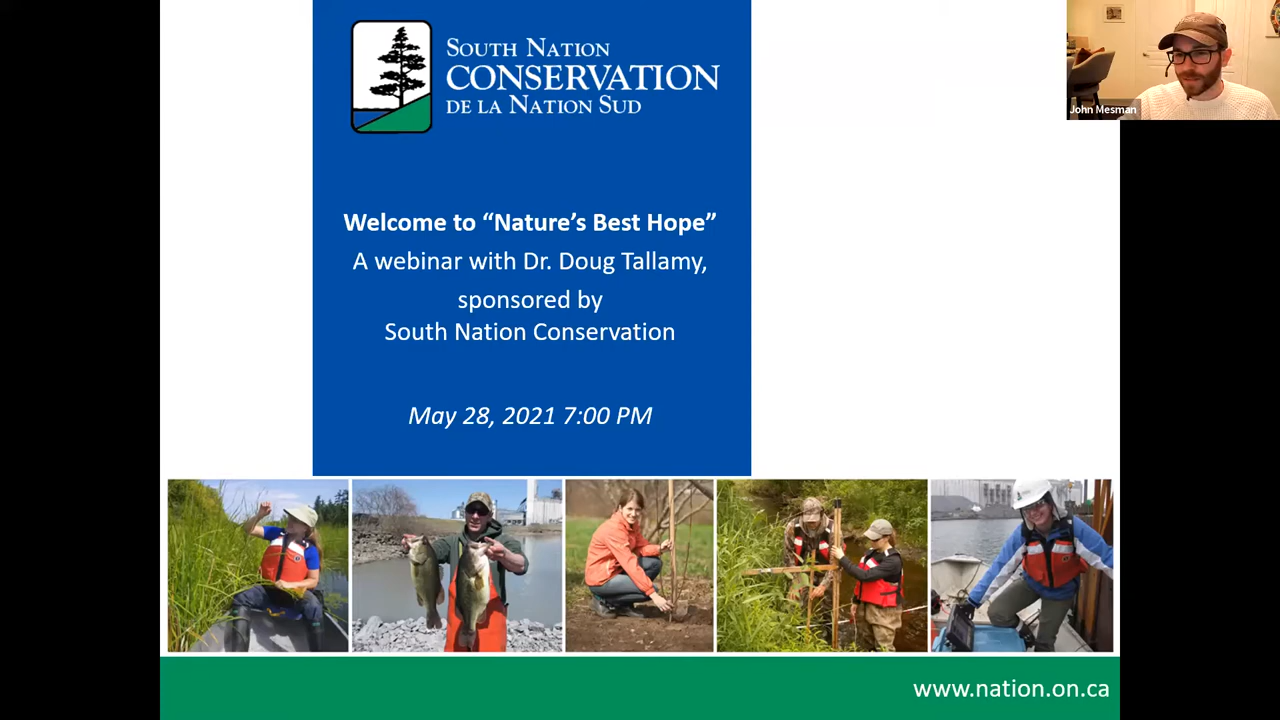 SOUTH NATION
CONSERVATION
DE LA NATION SUD
John Mesman
Welcome to “Nature’s Best Hope”
A webinar with Dr. Doug Tallamy,
sponsored by
South Nation Conservation
May 28, 2021 7:00 PM
www.nation.on.ca